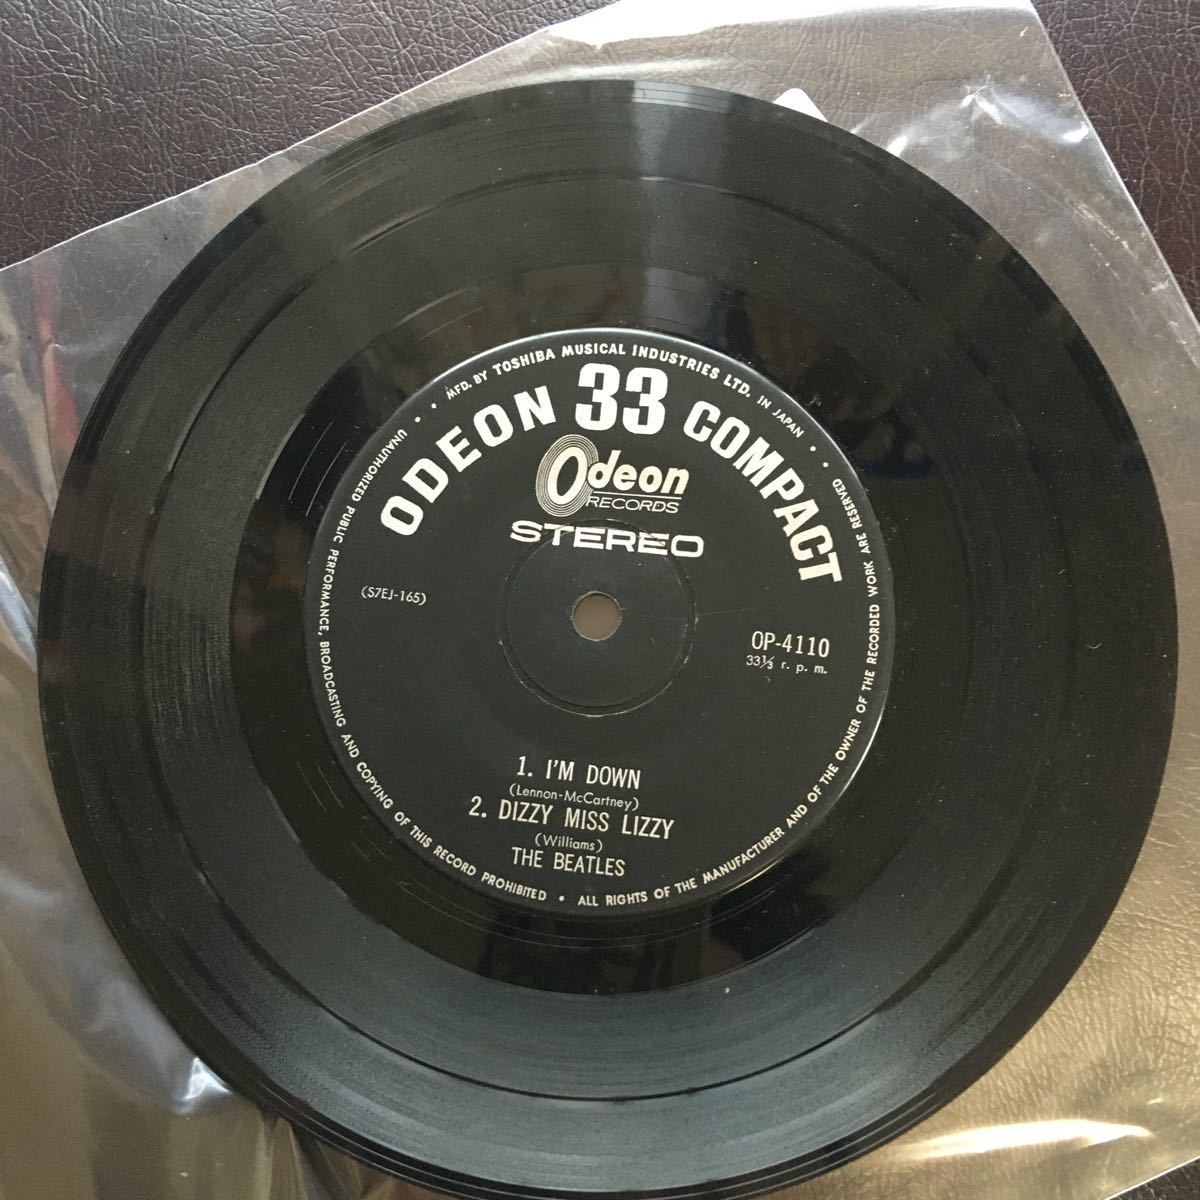 MFD. BY TOSHIBA MUSICAL INDUSTRIES LTD. IN JAPAN
ODEON 33 COMPACT
Odeon
RECORDS
STEREO
(S7EJ-165)
OP-4110
33⅓ r. p. m.
1. I'M DOWN
(Lennon-McCartney)
2. DIZZY MISS LIZZY
(Williams)
THE BEATLES
UNAUTHORIZED PUBLIC PERFORMANCE, BROADCASTING AND COPYING OF THIS RECORD PROHIBITED • ALL RIGHTS OF THE MANUFACTURER AND OF THE OWNER OF THE RECORDED WORK ARE RESERVED